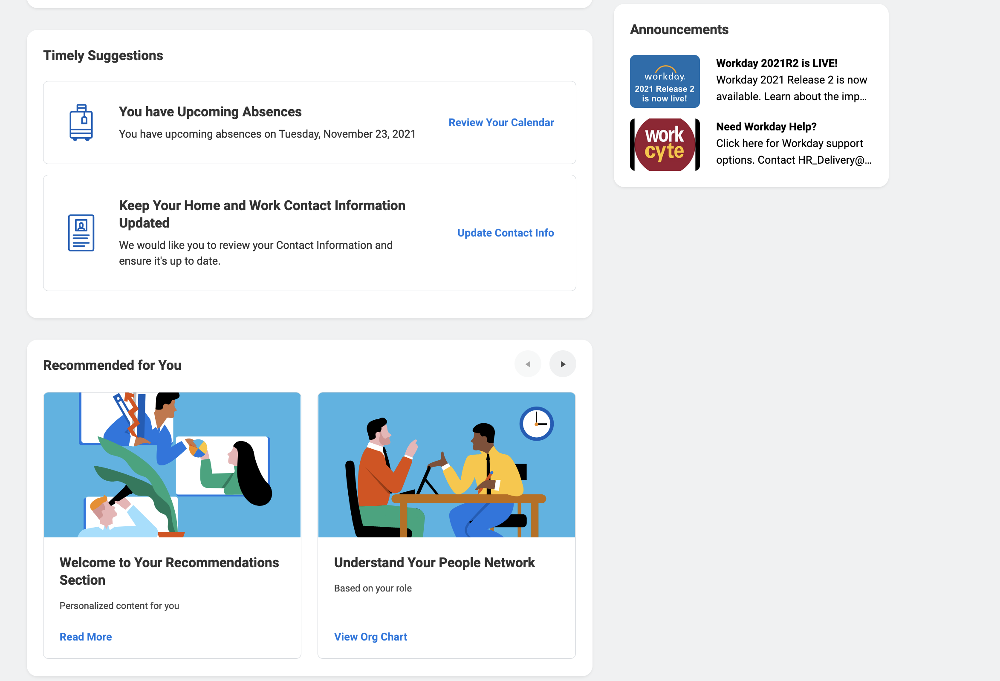 Timely Suggestions
You have Upcoming Absences
You have upcoming absences on Tuesday, November 23, 2021
Review Your Calendar
Keep Your Home and Work Contact Information
Updated
We would like you to review your Contact Information and
ensure it's up to date.
Update Contact Info
Recommended for You
Welcome to Your Recommendations
Section
Personalized content for you
Read More
Understand Your People Network
Based on your role
View Org Chart
Announcements
workday.
2021 Release 2
is now live!
Workday 2021R2 is LIVE!
Workday 2021 Release 2 is now
available. Learn about the imp...
work
cyte
Need Workday Help?
Click here for Workday support
options. Contact HR_Delivery@...